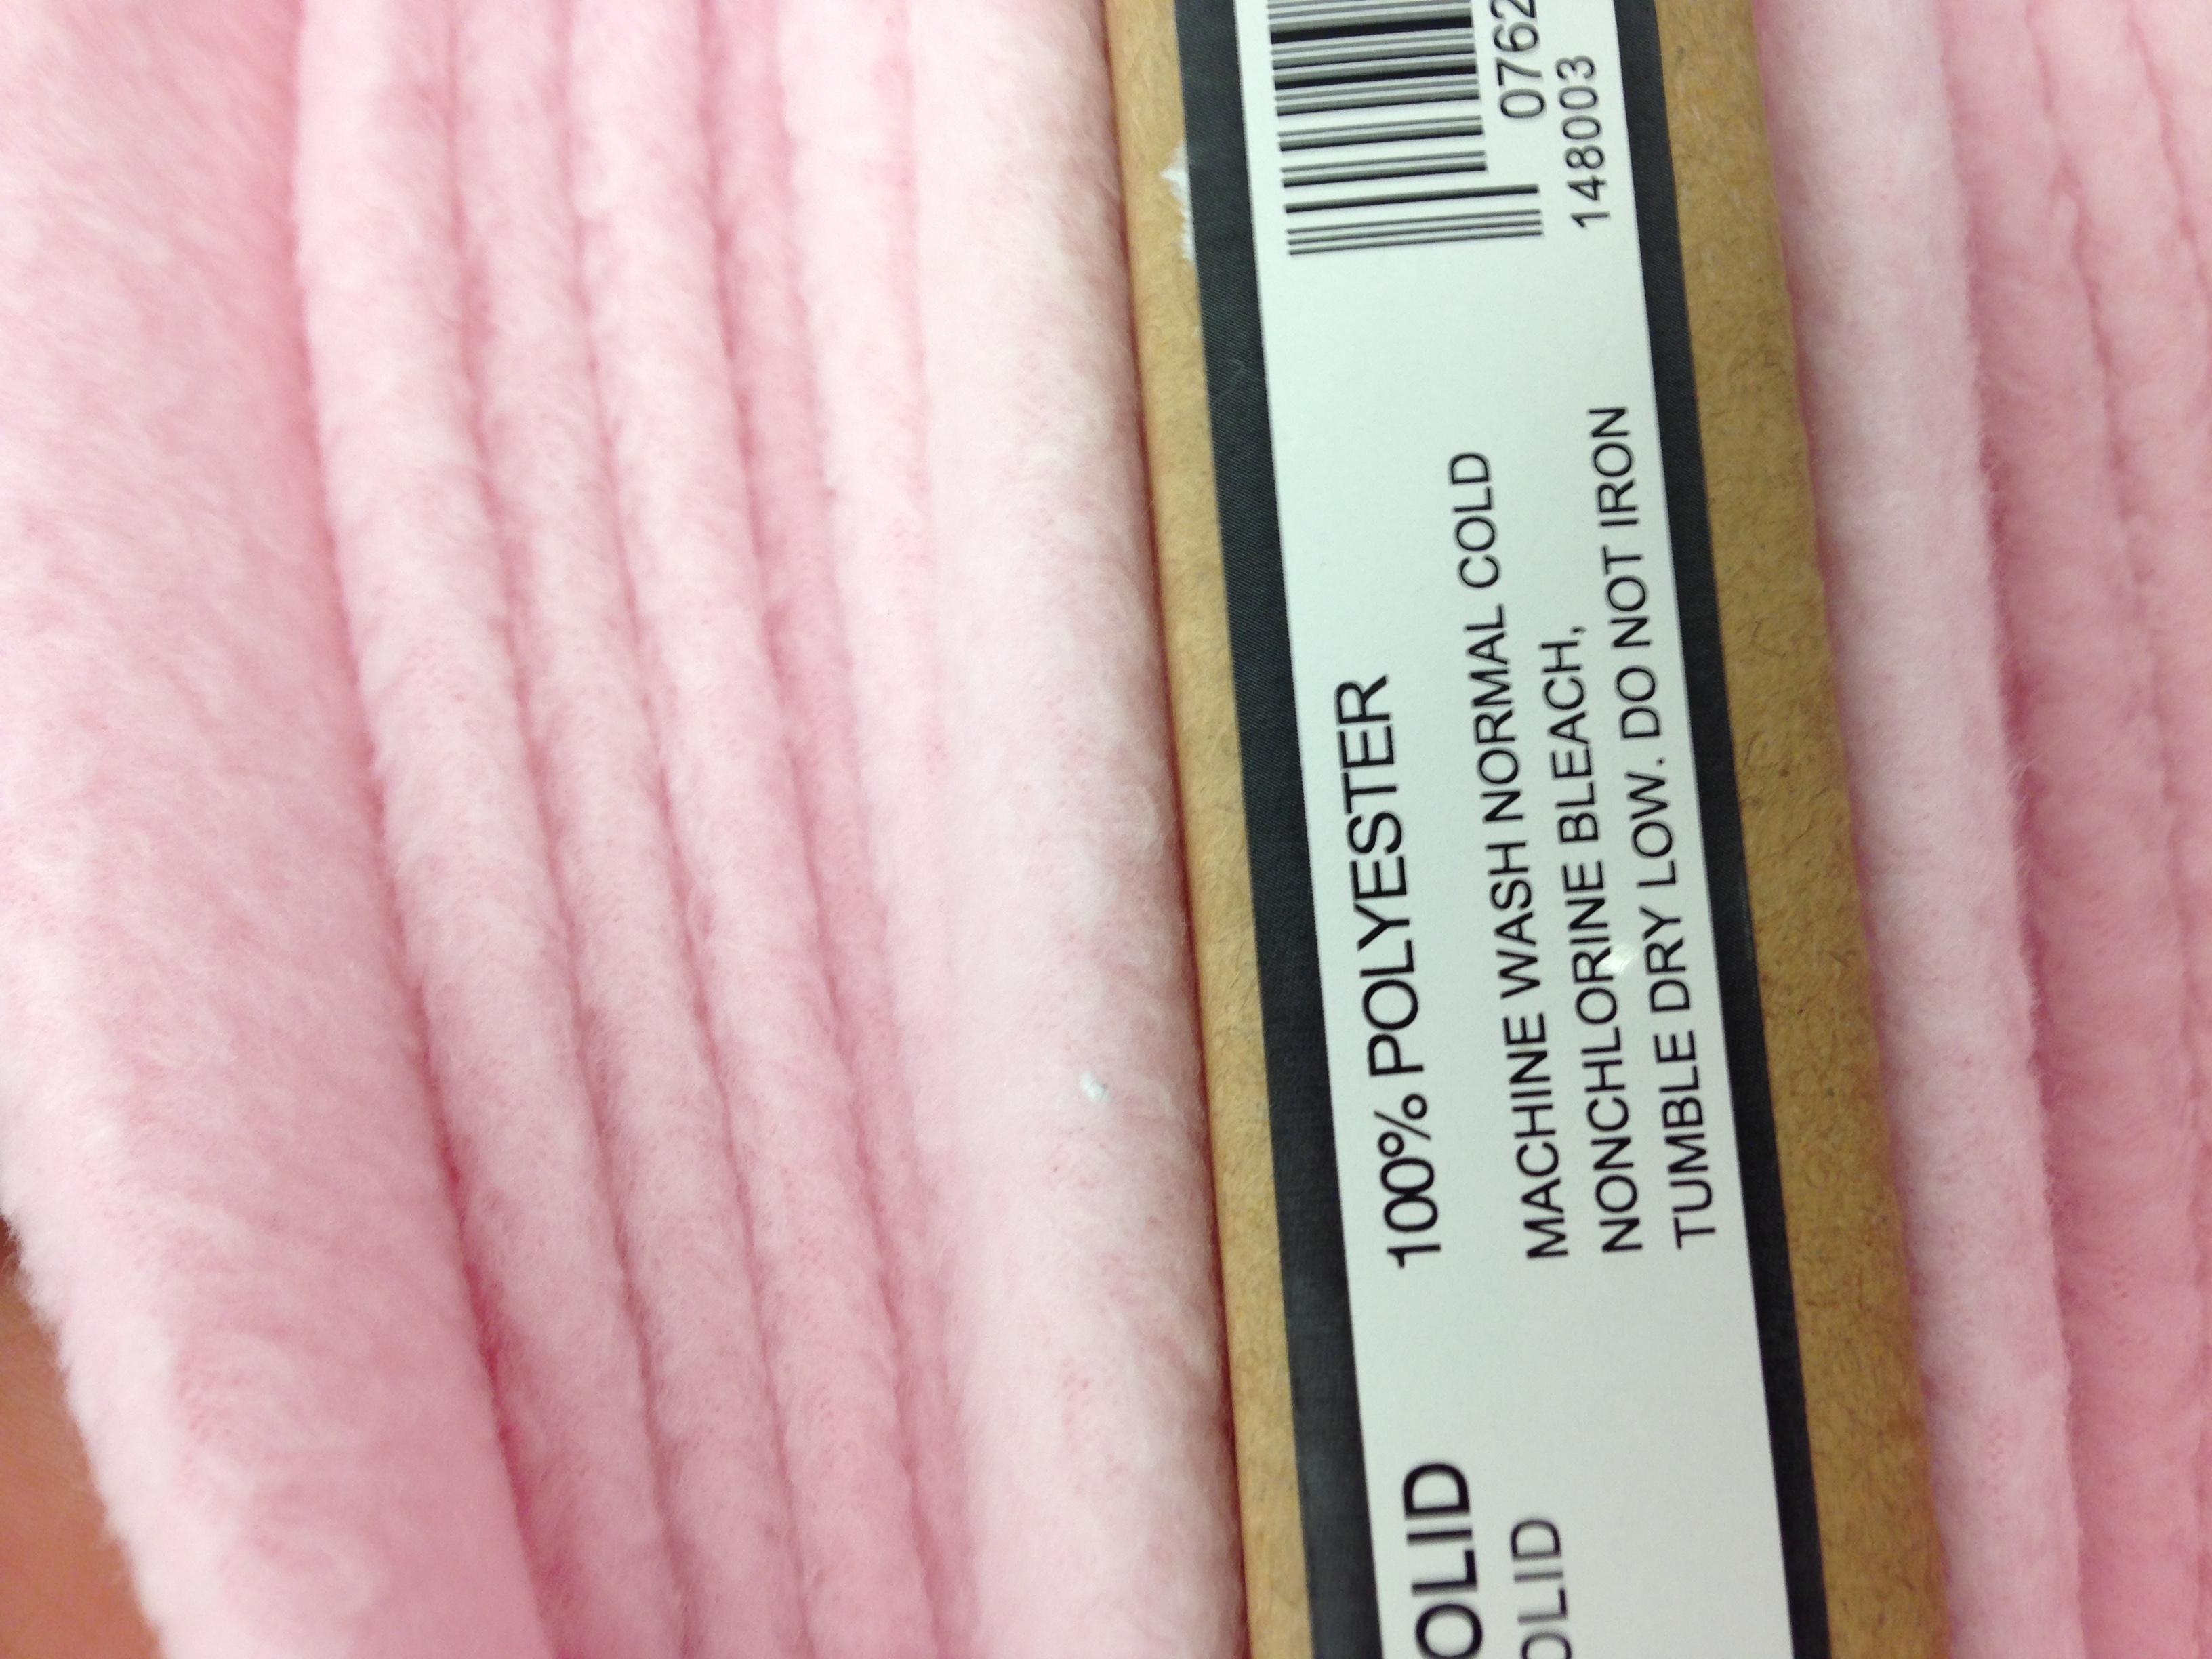 OLID
OLID
100% POLYESTER
MACHINE WASH NORMAL COLD
NONCHLORINE BLEACH,
TUMBLE DRY LOW. DO NOT IRON
0762
148003